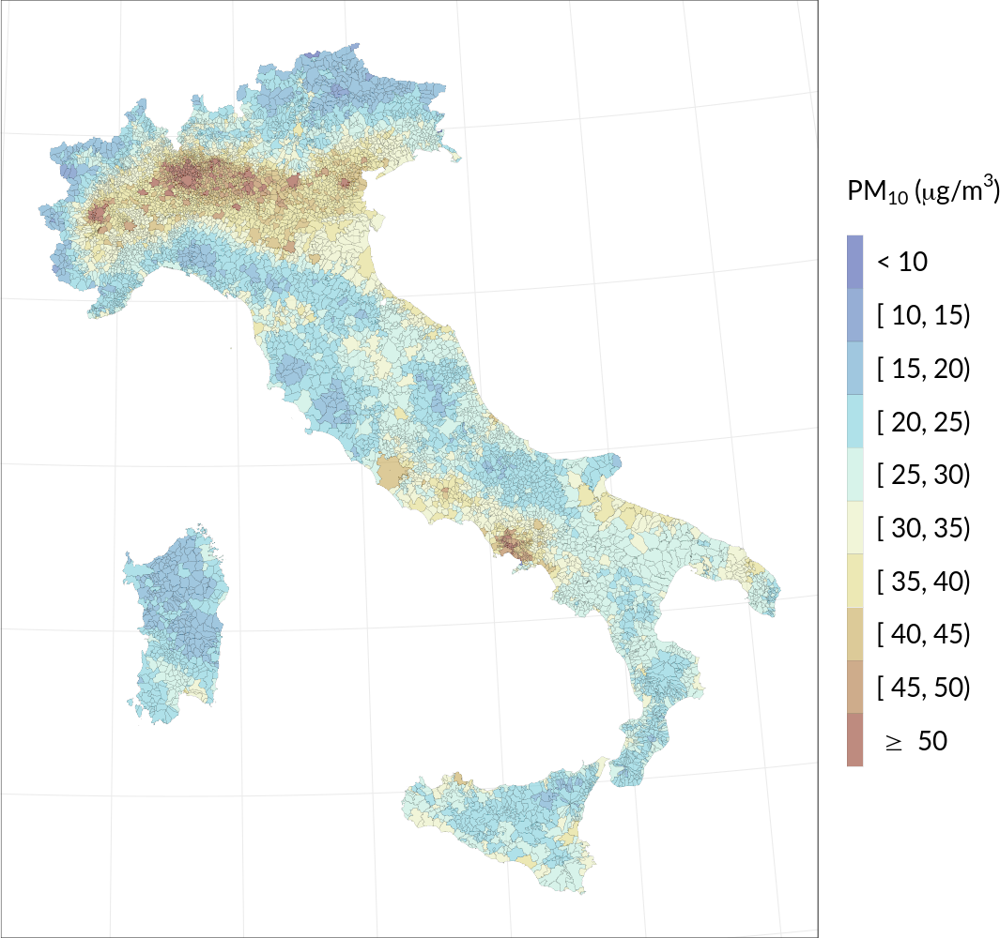 PM10 (μg/m3)
< 10
[ 10, 15)
[ 15, 20)
[ 20, 25)
[ 25, 30)
[ 30, 35)
[ 35, 40)
[ 40, 45)
[ 45, 50)
≥ 50